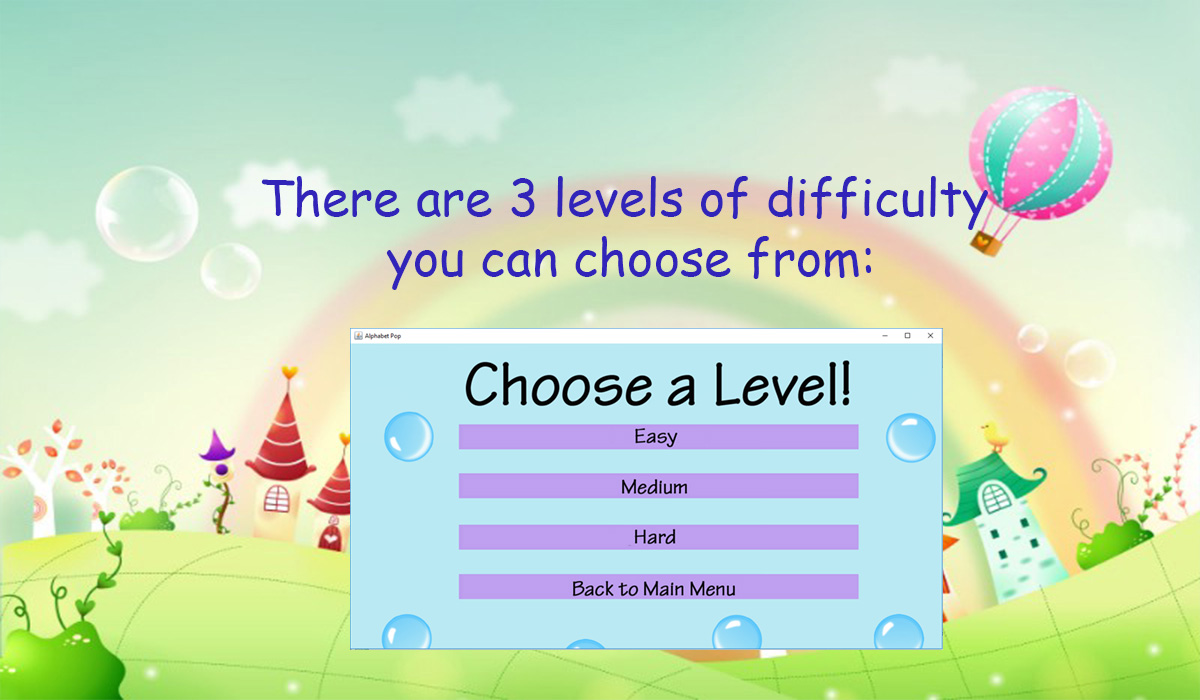 There are 3 levels of difficulty
you can choose from:
Alphabet Pop
Choose a Level!
Easy
Medium
Hard
Back to Main Menu